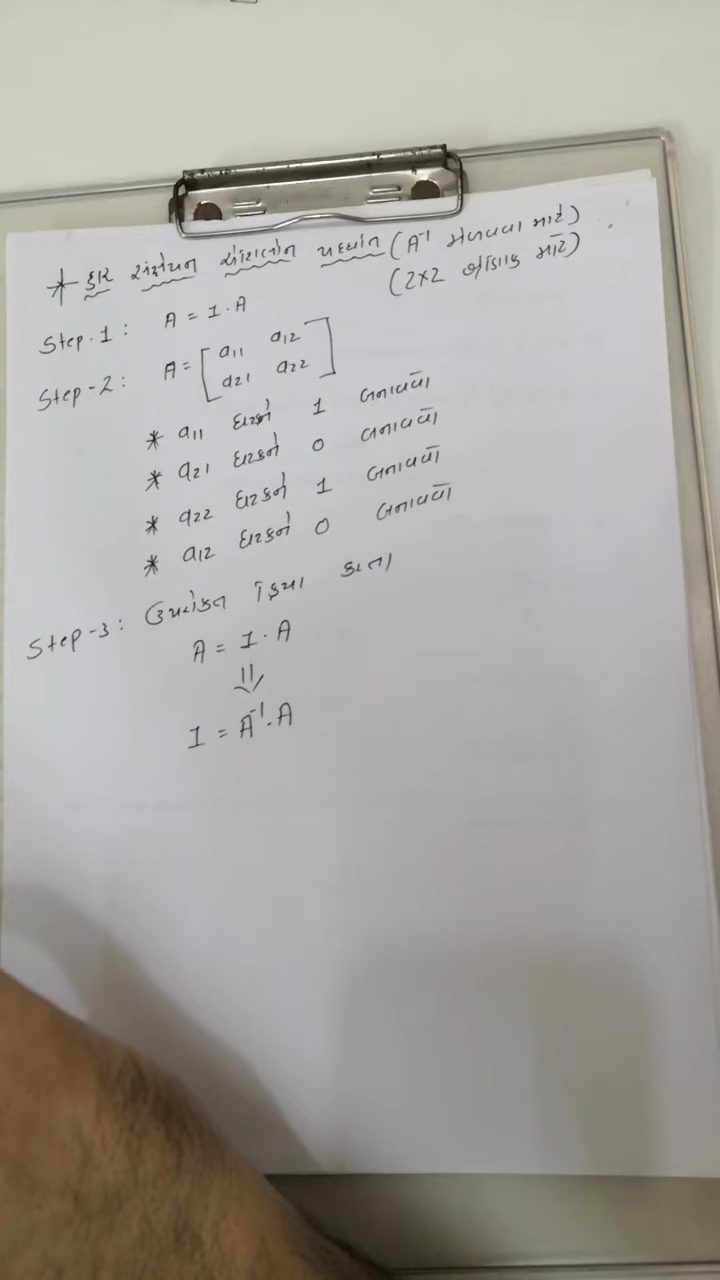 * હાર સંક્ષેપન પદ્ધતિ (A⁻¹ મેળવવા માટે)
(2×2 શ્રેણિક માટે)
Step-1: A = I · A
Step-2: A = [ a11 a12
a21 a22 ]
* a11 ઘટકને 1 બનાવવો
* a21 ઘટકને 0 બનાવવો
* a22 ઘટકને 1 બનાવવો
* a12 ઘટકને 0 બનાવવો
Step-3: ઉપરોક્ત ક્રિયા કરતા
A = I · A
⇓
I = A⁻¹ · A